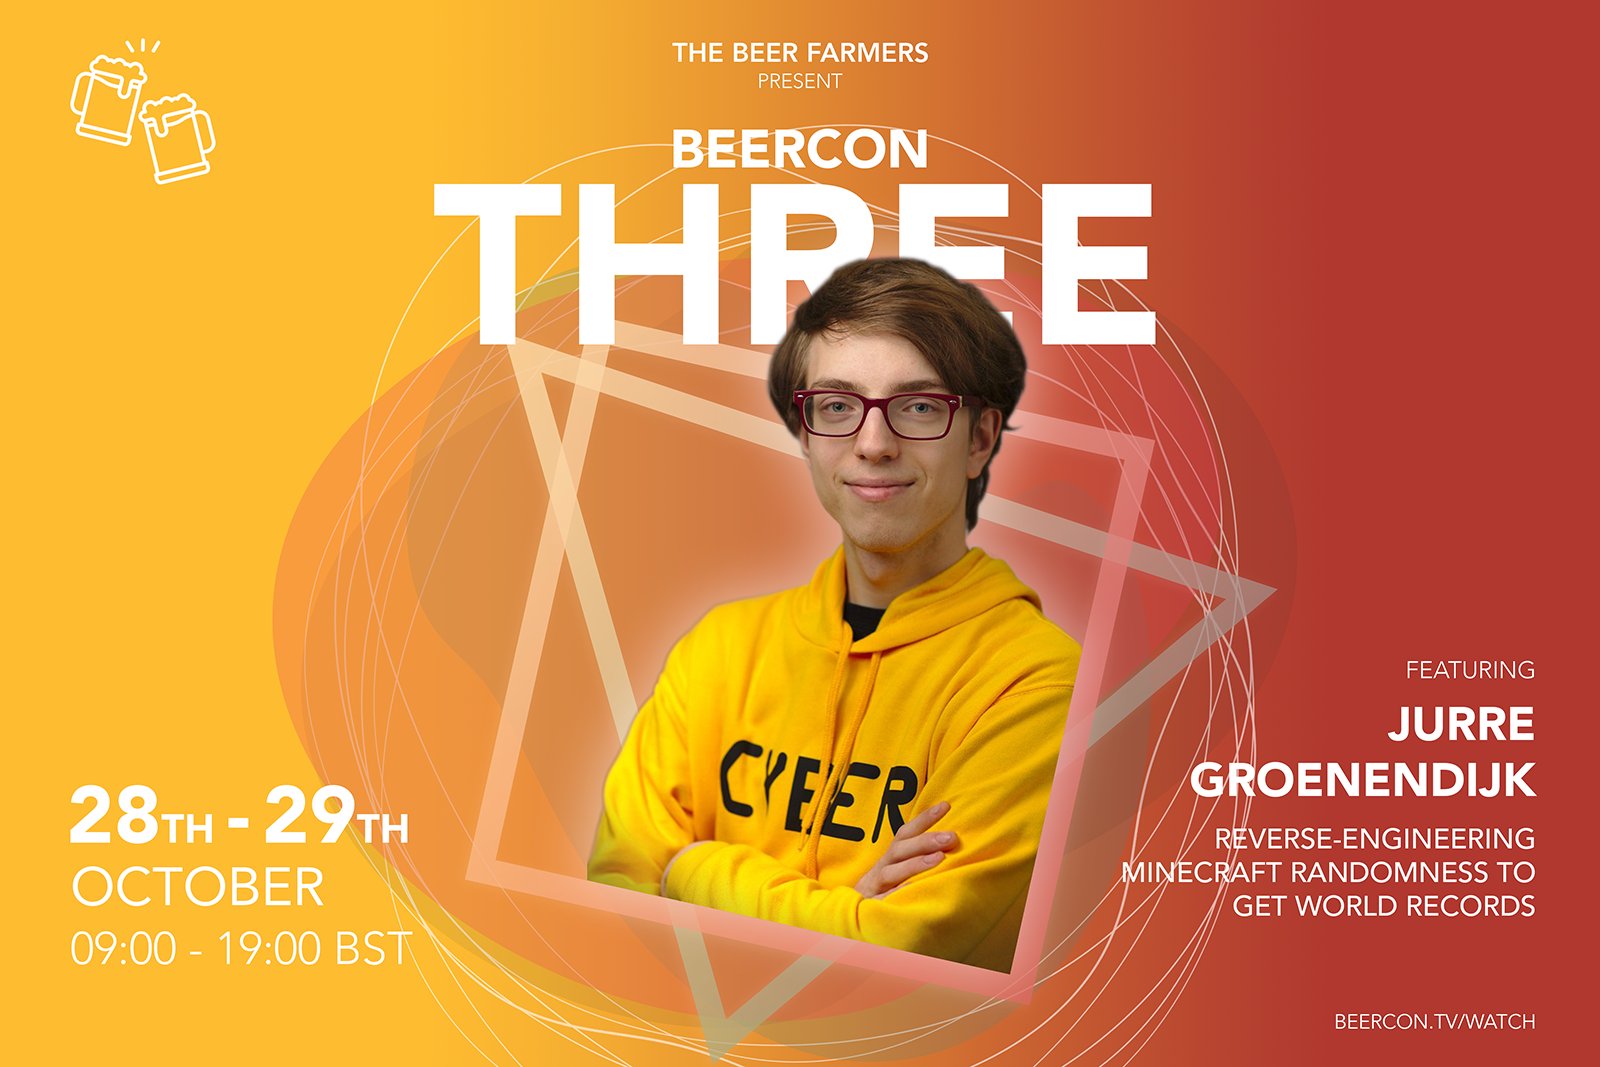 THE BEER FARMERS
PRESENT
BEERCON
THREE
CYBER
28TH - 29TH
OCTOBER
09:00 - 19:00 BST
FEATURING
JURRE
GROENENDIJK
REVERSE-ENGINEERING
MINECRAFT RANDOMNESS TO
GET WORLD RECORDS
BEERCON.TV/WATCH